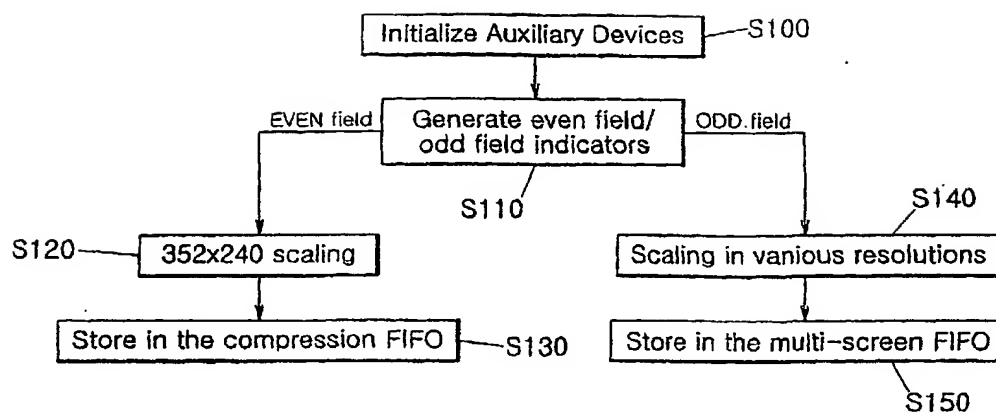 Initialize Auxiliary Devices
S100
EVEN field
Generate even field/
odd field indicators
ODD.field
S110
S120
352x240 scaling
S140
Scaling in vanious resolutions
Store in the compression FIFO
S130
Store in the multi-screen FIFO
S150